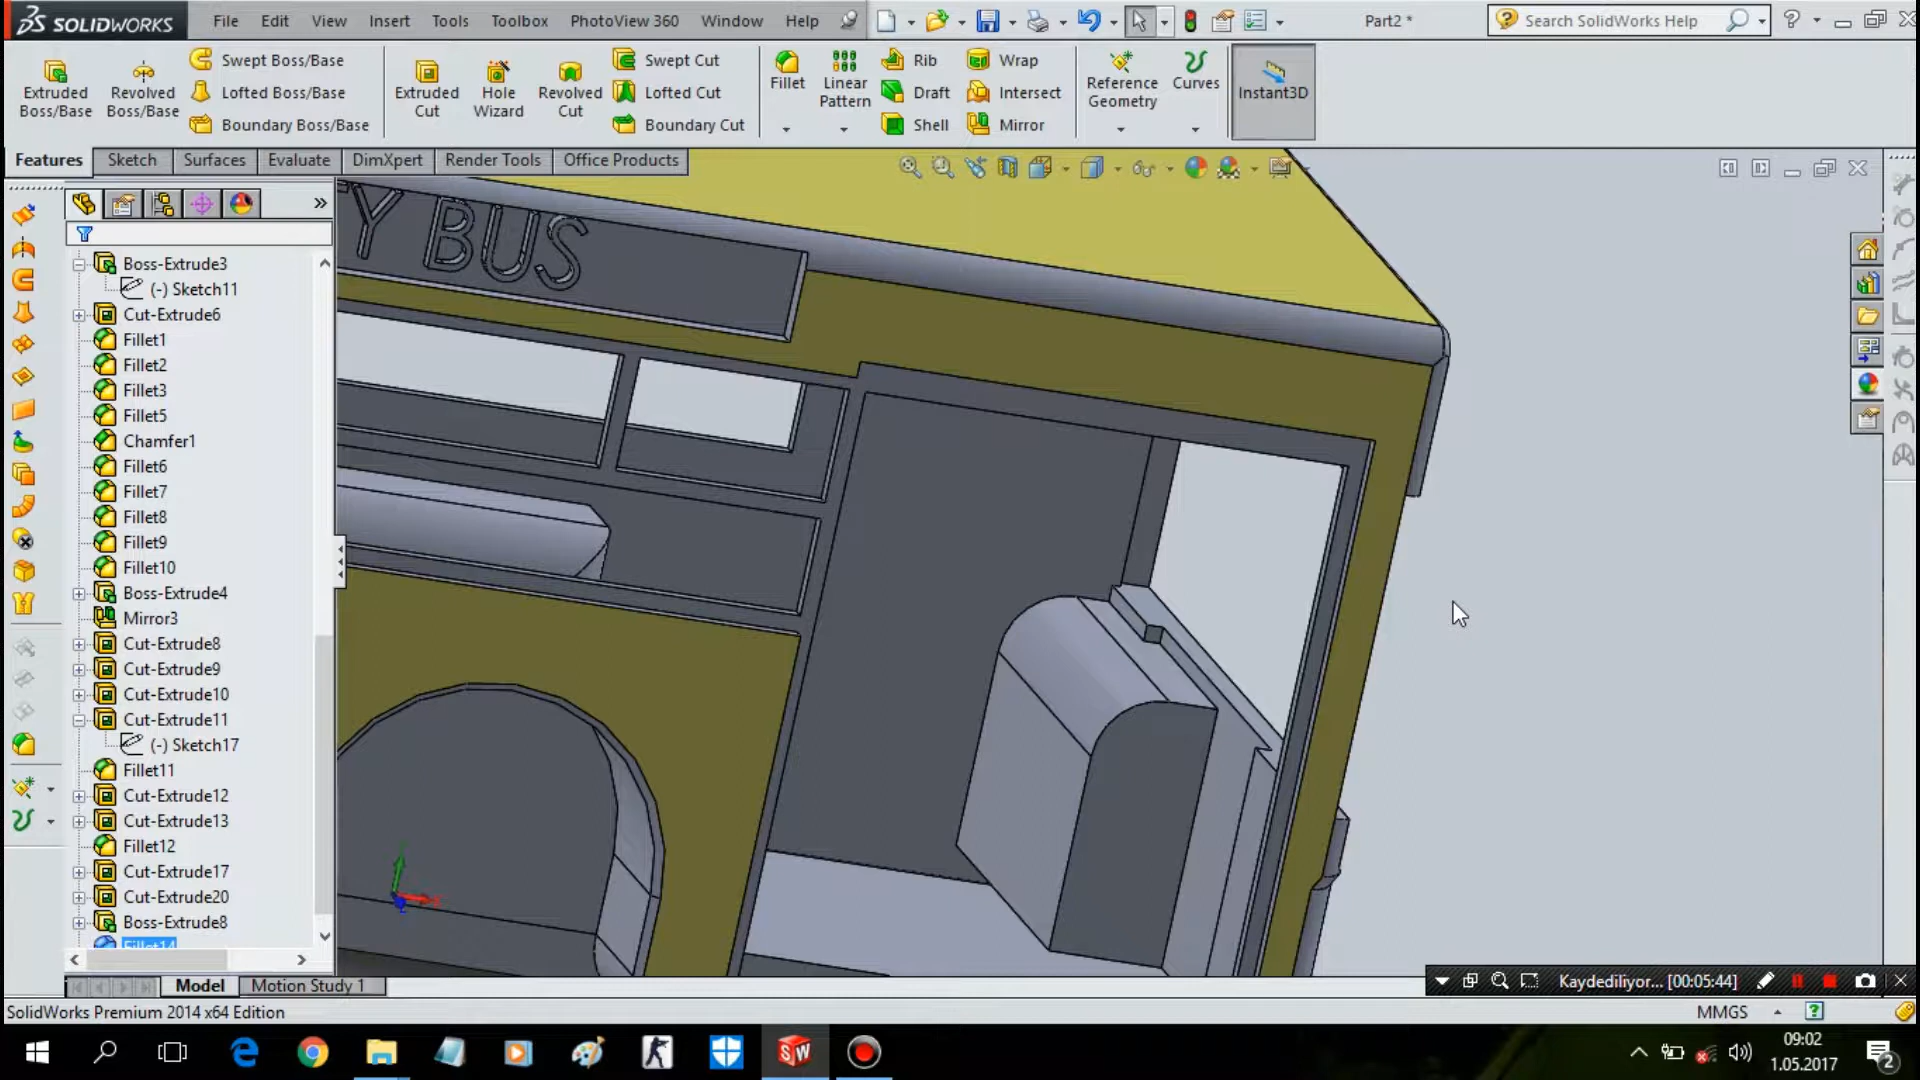 SOLIDWORKS File Edit View Insert Tools Toolbox PhotoView 360 Window Help Part2 * Search SolidWorks Help
Extruded Boss/Base
Revolved Boss/Base
Swept Boss/Base
Lofted Boss/Base
Boundary Boss/Base
Extruded Cut
Hole Wizard
Revolved Cut
Swept Cut
Lofted Cut
Boundary Cut
Fillet
Linear Pattern
Rib
Draft
Shell
Wrap
Intersect
Mirror
Reference Geometry
Curves
Instant3D
Features Sketch Surfaces Evaluate DimXpert Render Tools Office Products
Boss-Extrude3
(-) Sketch11
Cut-Extrude6
Fillet1
Fillet2
Fillet3
Fillet5
Chamfer1
Fillet6
Fillet7
Fillet8
Fillet9
Fillet10
Boss-Extrude4
Mirror3
Cut-Extrude8
Cut-Extrude9
Cut-Extrude10
Cut-Extrude11
(-) Sketch17
Fillet11
Cut-Extrude12
Cut-Extrude13
Fillet12
Cut-Extrude17
Cut-Extrude20
Boss-Extrude8
Fillet14
Y BUS
Model Motion Study 1
Kaydediliyor... [00:05:44]
SolidWorks Premium 2014 x64 Edition
MMGS
SW
09:02
1.05.2017
2